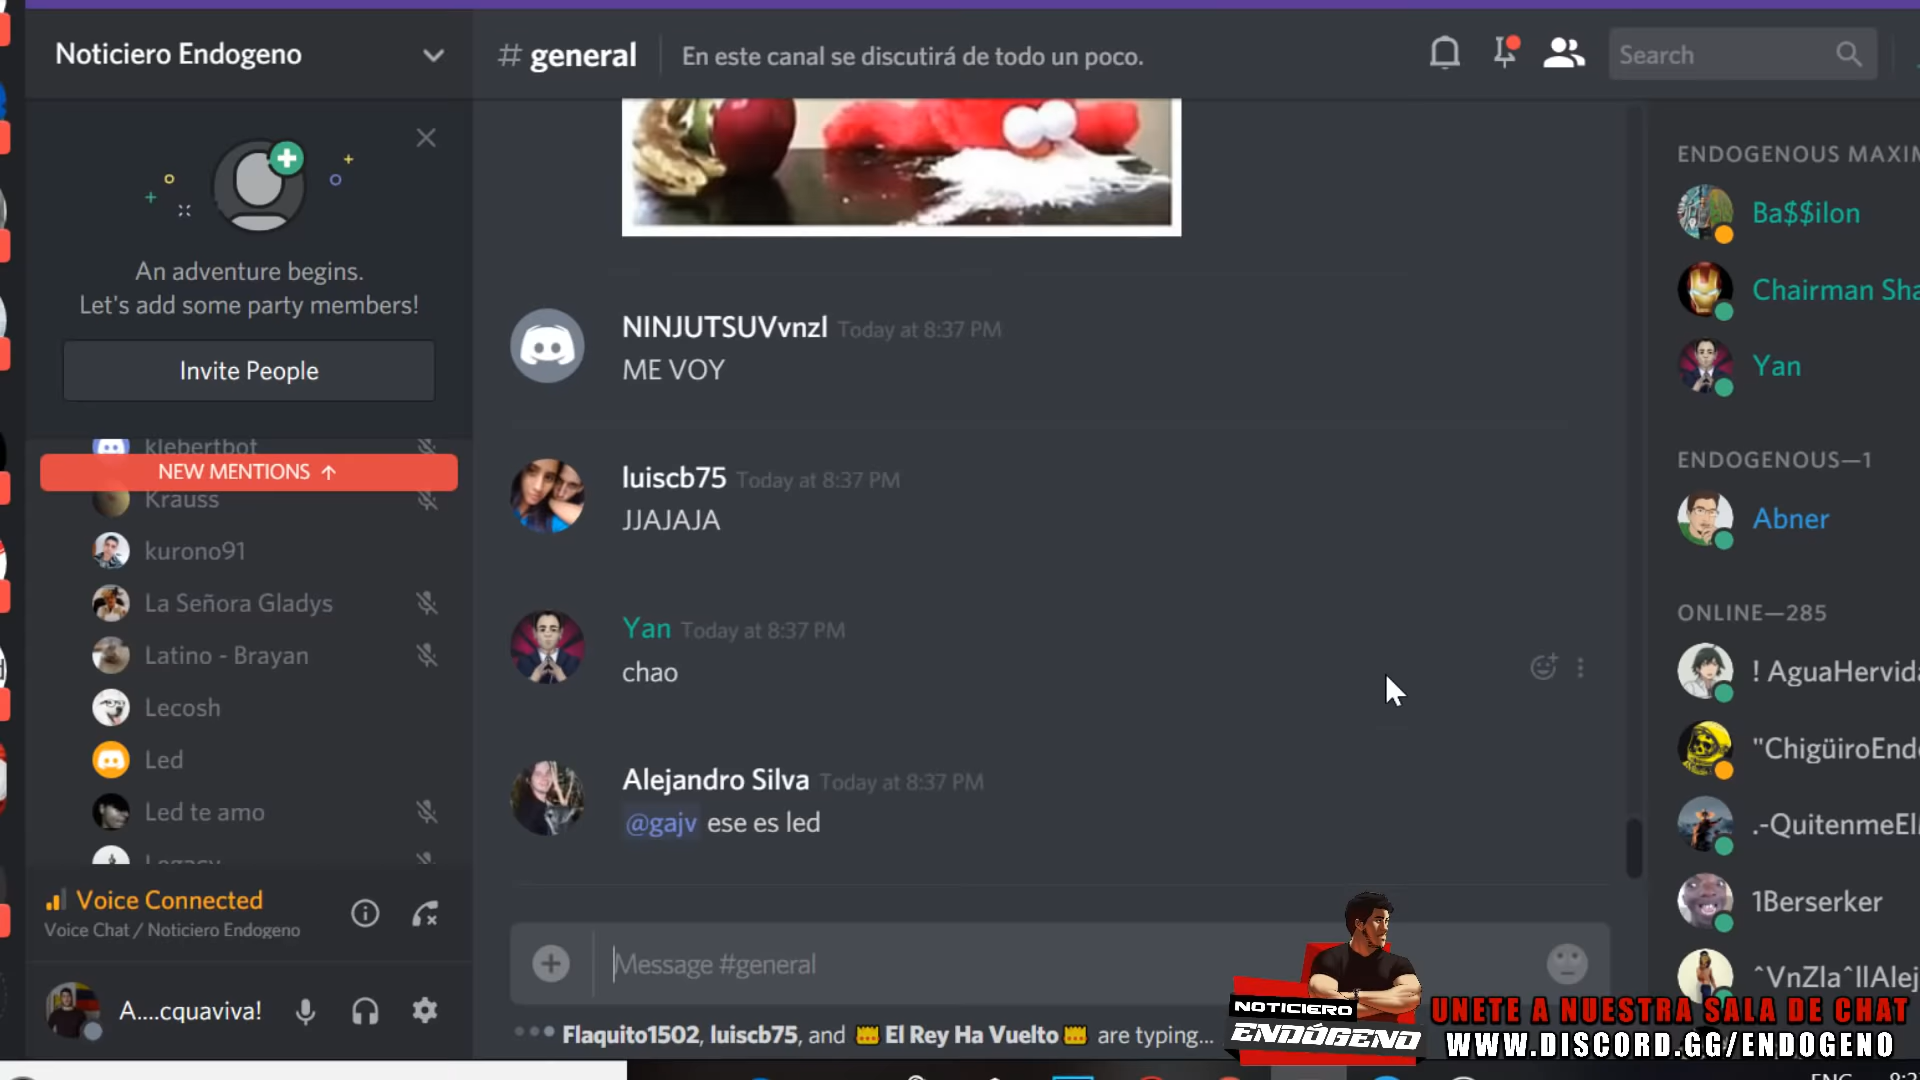 Noticiero Endogeno
# general
En este canal se discutirá de todo un poco.
Search
An adventure begins.
Let's add some party members!
Invite People
klebertbot
NEW MENTIONS ↑
Krauss
kurono91
La Señora Gladys
Latino - Brayan
Lecosh
Led
Led te amo
Legacy
Voice Connected
Voice Chat / Noticiero Endogeno
A....cquaviva!
NINJUTSUVvnzl Today at 8:37 PM
ME VOY
luiscb75 Today at 8:37 PM
JJAJAJA
Yan Today at 8:37 PM
chao
Alejandro Silva Today at 8:37 PM
@gajv ese es led
Message #general
Flaquito1502, luiscb75, and El Rey Ha Vuelto are typing...
ENDOGENOUS MAXIM
Ba$$ilon
Chairman Sha
Yan
ENDOGENOUS—1
Abner
ONLINE—285
! AguaHervida
"ChigüiroEndo
.-QuitenmeEl
1Berserker
^VnZla^llAlej
NOTICIERO
ENDÓGENO
UNETE A NUESTRA SALA DE CHAT
WWW.DISCORD.GG/ENDOGENO